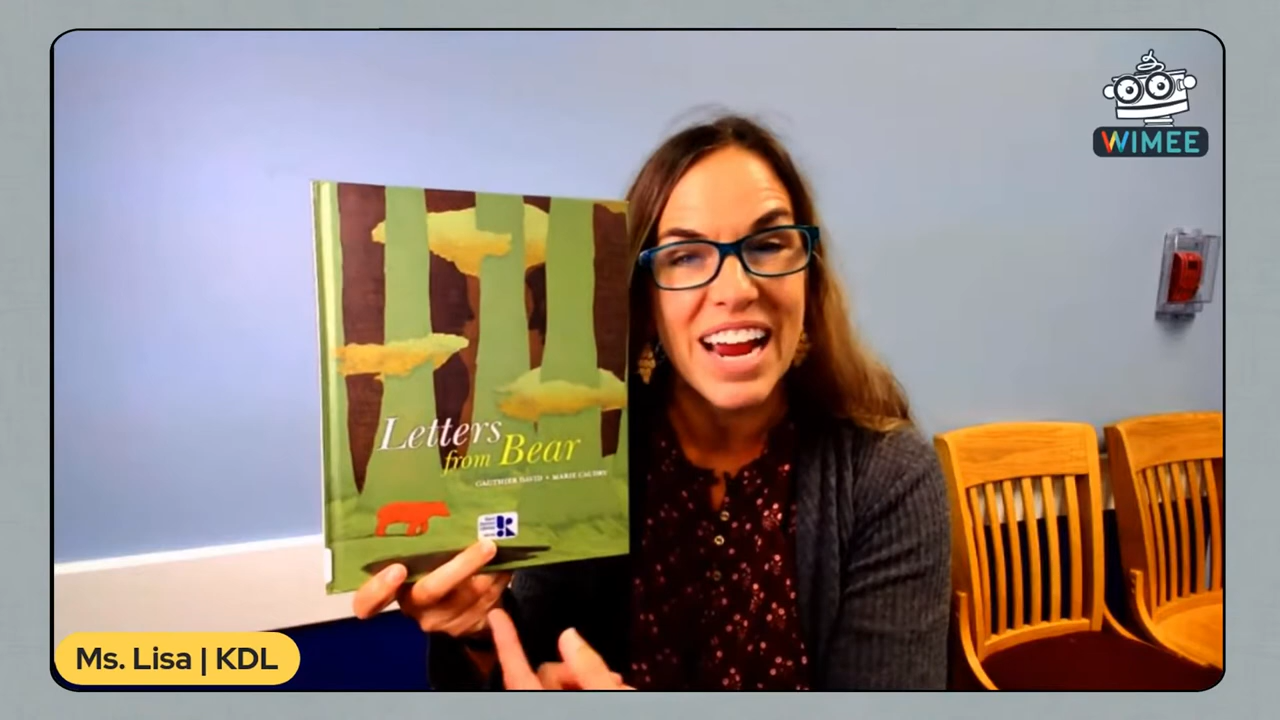 WIMEE
Letters
from Bear
GAUTHIER DAVID • MARIE CAUDRY
Ms. Lisa | KDL